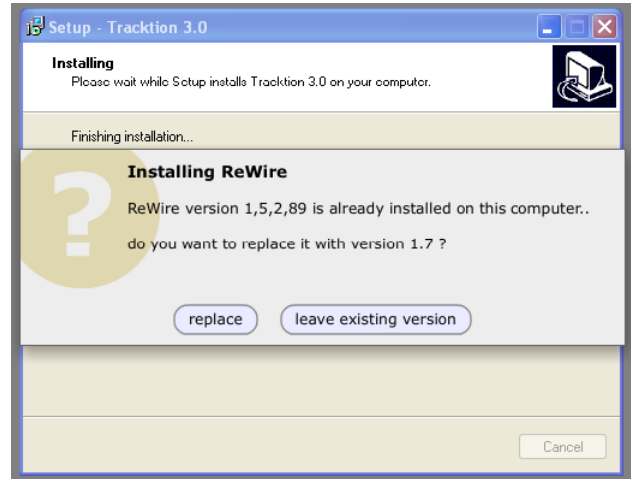 Setup - Tracktion 3.0
Installing
Please wait while Setup installs Tracktion 3.0 on your computer.
Finishing installation...
?
Installing ReWire
ReWire version 1,5,2,89 is already installed on this computer..
do you want to replace it with version 1.7 ?
replace
leave existing version
Cancel